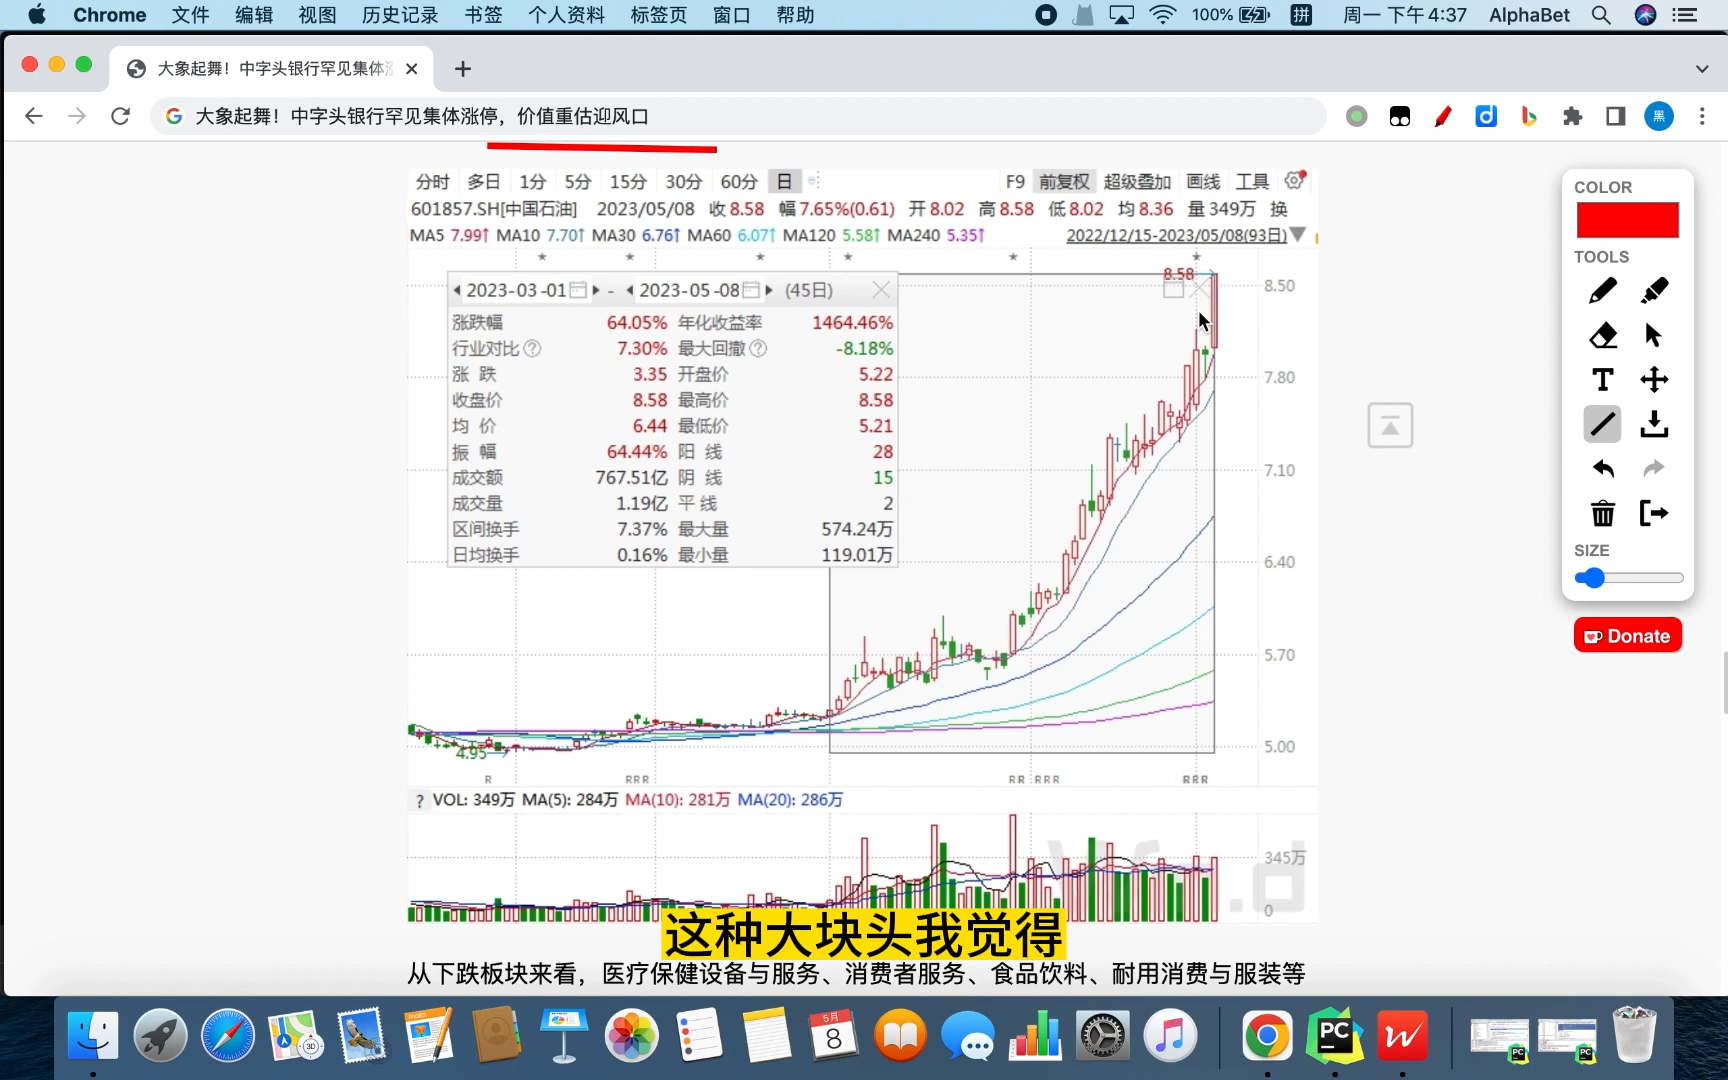 Chrome 文件 编辑 视图 历史记录 书签 个人资料 标签页 窗口 帮助 100% 拼 周一 下午4:37 AlphaBet
大象起舞！中字头银行罕见集体涨
大象起舞！中字头银行罕见集体涨停，价值重估迎风口 黑
分时 多日 1分 5分 15分 30分 60分 日 F9 前复权 超级叠加 画线 工具
601857.SH[中国石油] 2023/05/08 收8.58 幅7.65%(0.61) 开8.02 高8.58 低8.02 均8.36 量349万 换
MA5 7.99↑ MA10 7.70↑ MA30 6.76↑ MA60 6.07↑ MA120 5.58↑ MA240 5.35↑ 2022/12/15-2023/05/08(93日)
2023-03-01 - 2023-05-08 (45日)
涨跌幅 64.05% 年化收益率 1464.46%
行业对比? 7.30% 最大回撤? -8.18%
涨 跌 3.35 开盘价 5.22
收盘价 8.58 最高价 8.58
均 价 6.44 最低价 5.21
振 幅 64.44% 阳 线 28
成交额 767.51亿 阴 线 15
成交量 1.19亿 平 线 2
区间换手 7.37% 最大量 574.24万
日均换手 0.16% 最小量 119.01万
8.58
8.50
7.80
7.10
6.40
5.70
5.00
4.95
R RRR RR RRR RRR
? VOL: 349万 MA(5): 284万 MA(10): 281万 MA(20): 286万
345万
0
这种大块头我觉得
从下跌板块来看，医疗保健设备与服务、消费者服务、食品饮料、耐用消费与服装等
COLOR
TOOLS
T
SIZE
Donate
PAGES
3D
5月
8
PC
PC
PC